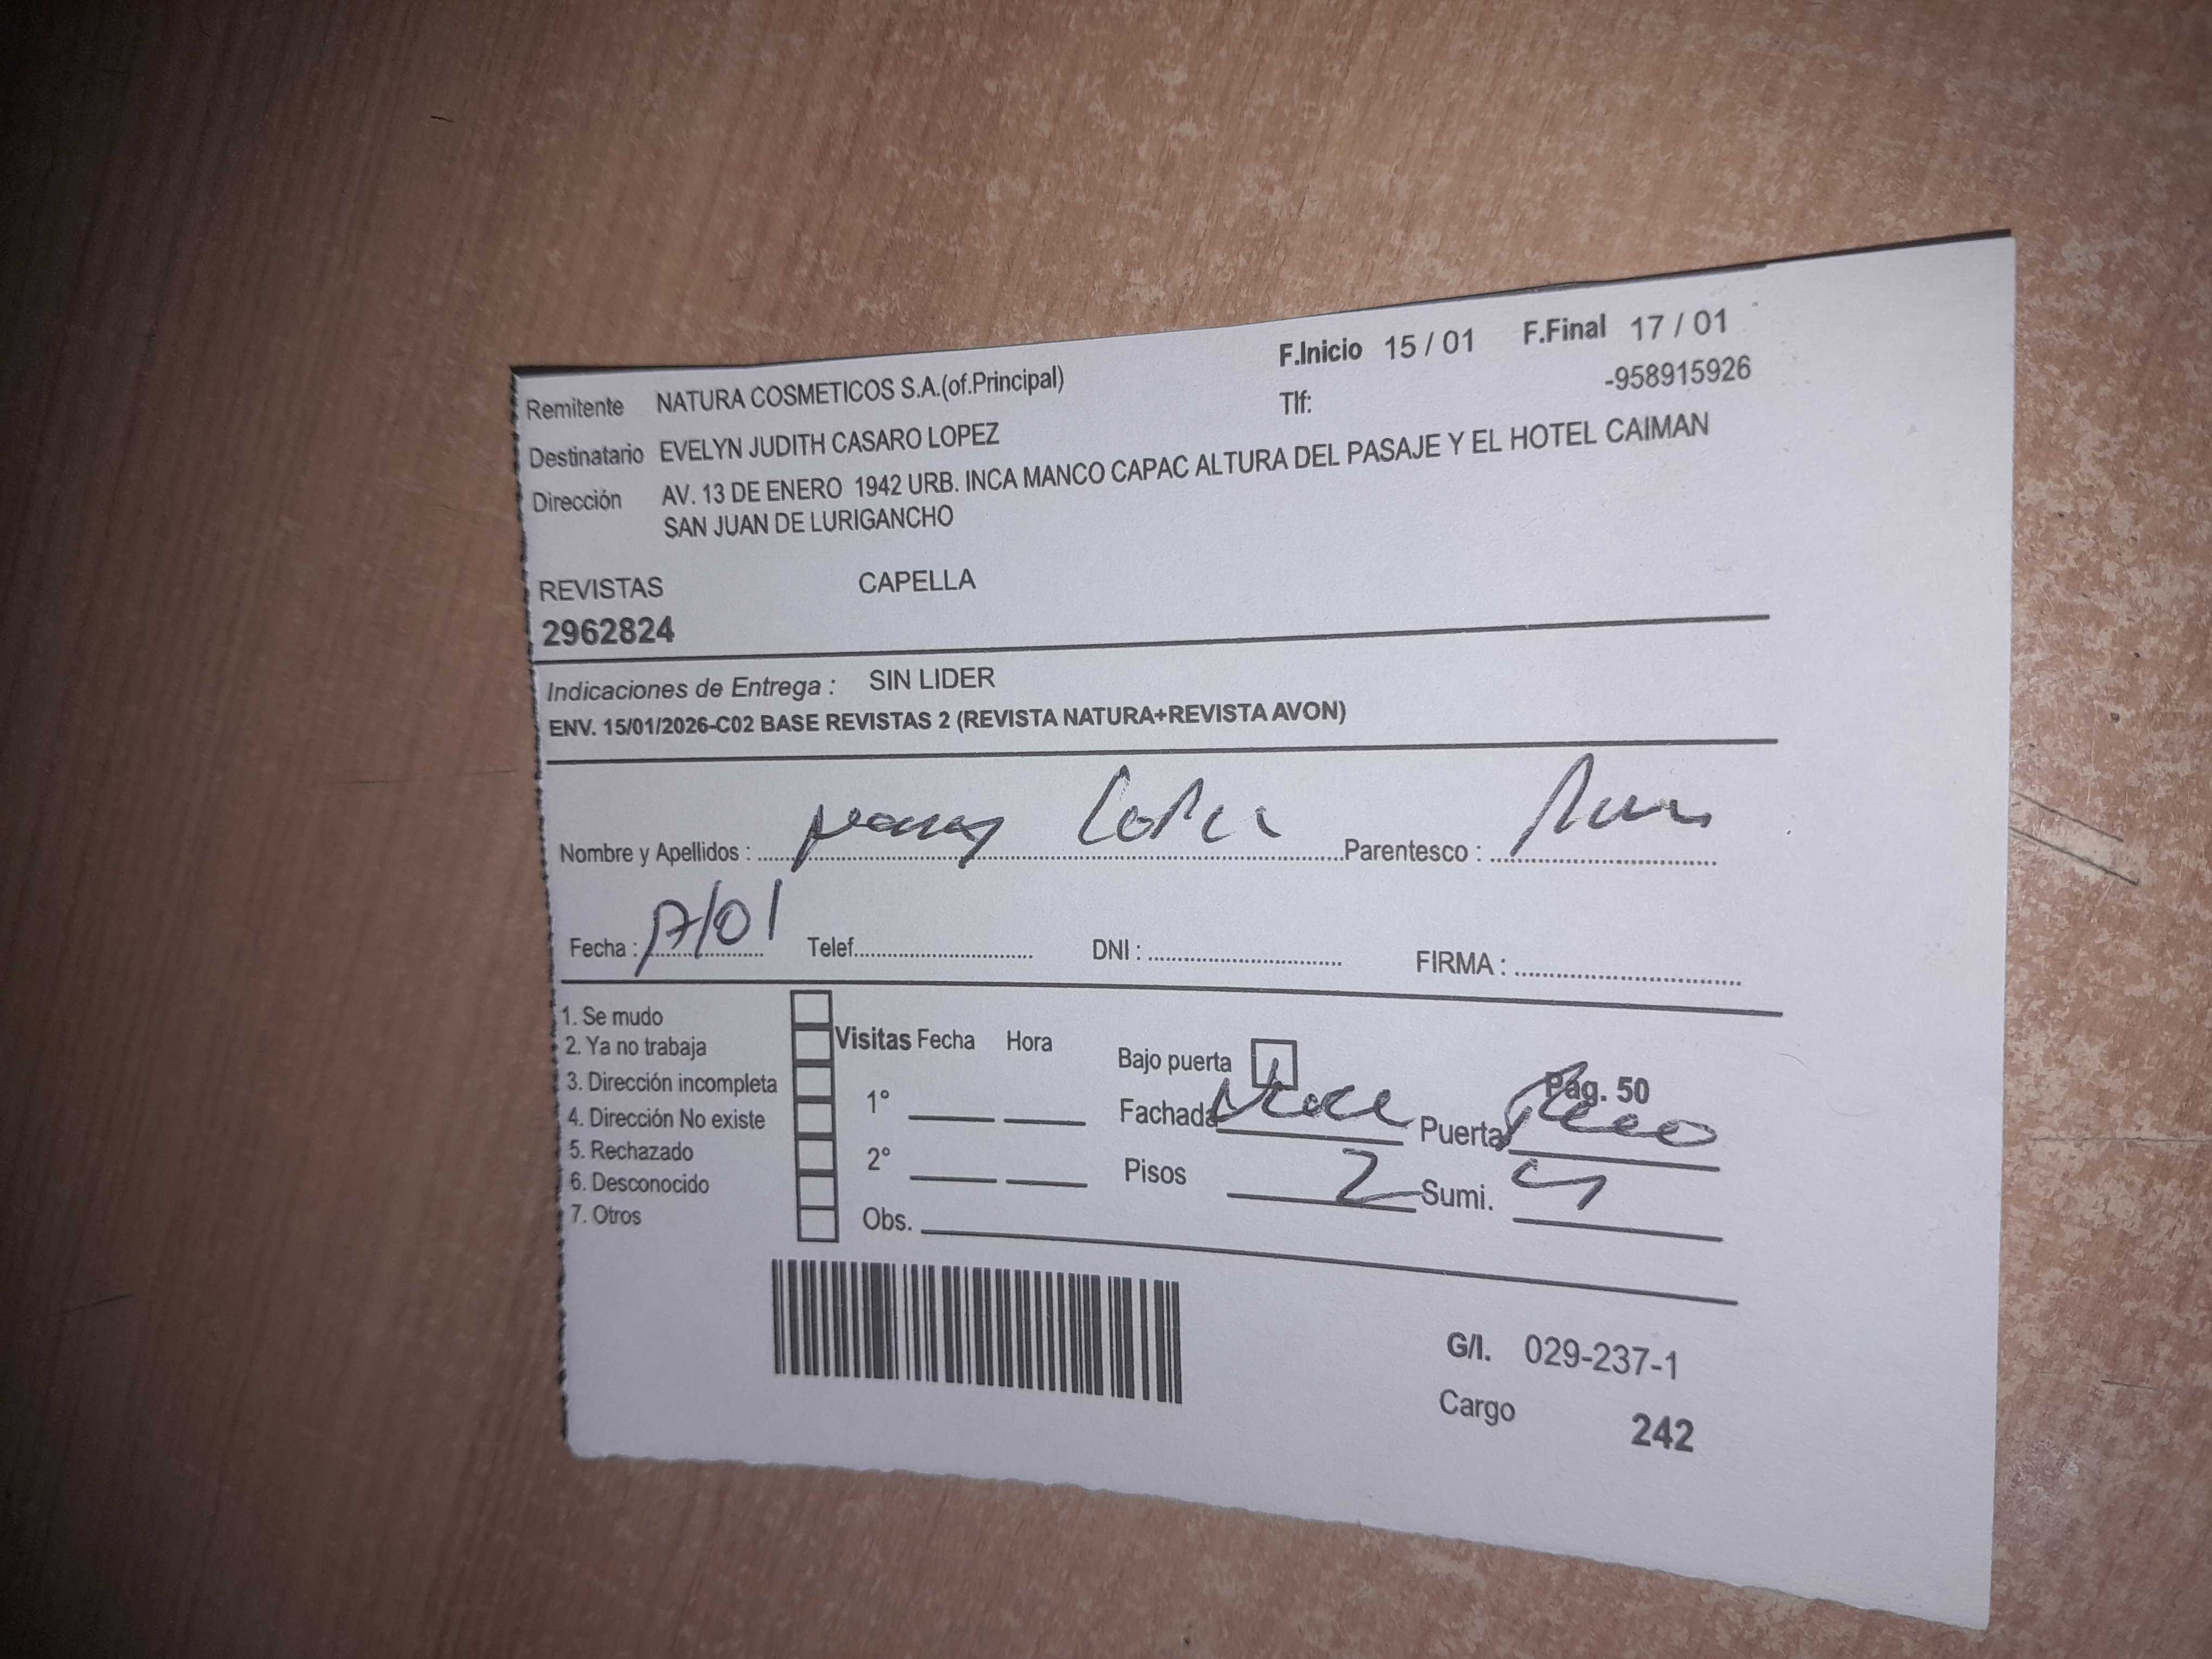 F.Inicio 15 / 01 F.Final 17 / 01
Remitente NATURA COSMETICOS S.A.(of.Principal) Tlf: -958915926
Destinatario EVELYN JUDITH CASARO LOPEZ
Dirección AV. 13 DE ENERO 1942 URB. INCA MANCO CAPAC ALTURA DEL PASAJE Y EL HOTEL CAIMAN
SAN JUAN DE LURIGANCHO
REVISTAS CAPELLA
2962824
Indicaciones de Entrega : SIN LIDER
ENV. 15/01/2026-C02 BASE REVISTAS 2 (REVISTA NATURA+REVISTA AVON)
Nombre y Apellidos : Parentesco :
Fecha : 17/01 Telef. DNI : FIRMA :
1. Se mudo
2. Ya no trabaja
3. Dirección incompleta
4. Dirección No existe
5. Rechazado
6. Desconocido
7. Otros
Visitas Fecha Hora
1°
2°
Obs.
Bajo puerta Pag. 50
Fachada Puerta
Pisos 2 Sumi.
G/I. 029-237-1
Cargo 242